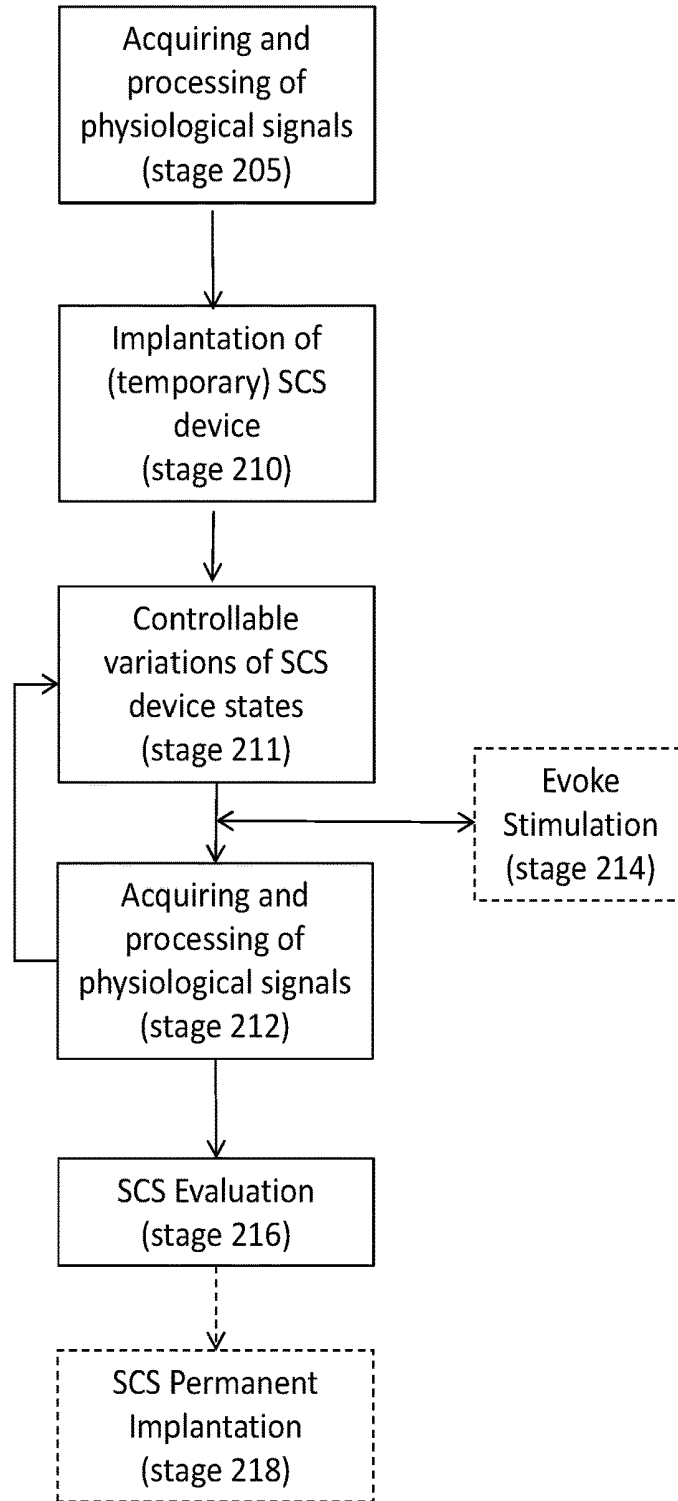 Acquiring and
processing of
physiological signals
(stage 205)
Implantation of
(temporary) SCS
device
(stage 210)
Controllable
variations of SCS
device states
(stage 211)
Evoke
Stimulation
(stage 214)
Acquiring and
processing of
physiological signals
(stage 212)
SCS Evaluation
(stage 216)
SCS Permanent
Implantation
(stage 218)